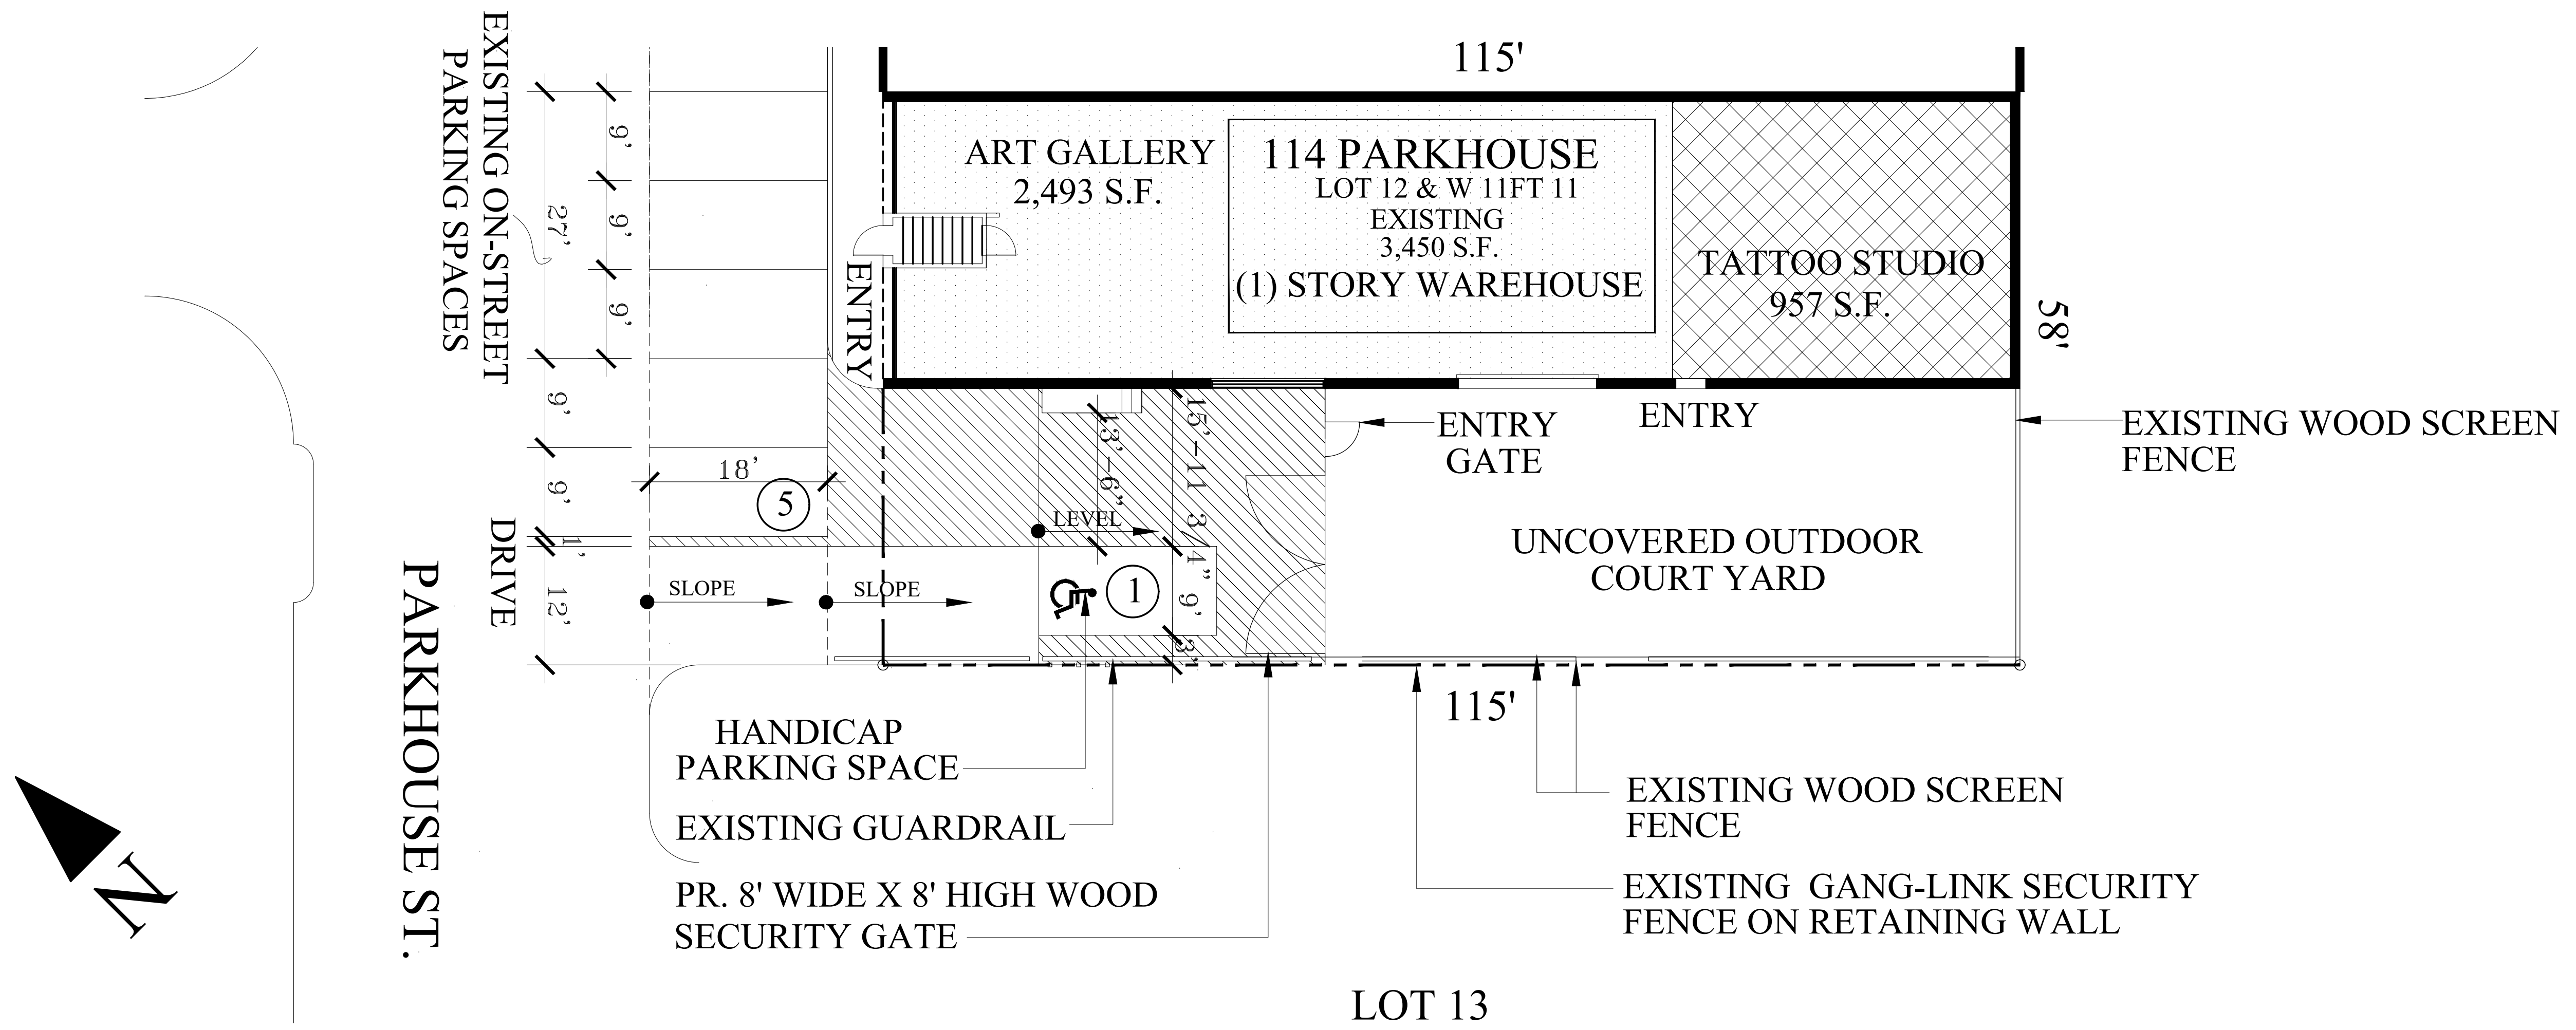 115'
EXISTING ON-STREET
PARKING SPACES
9'
9'
9'
27'
9'
9'
1'
12'
18'
5
DRIVE
PARKHOUSE ST.
ENTRY
ART GALLERY
2,493 S.F.
114 PARKHOUSE
LOT 12 & W 11FT 11
EXISTING
3,450 S.F.
(1) STORY WAREHOUSE
TATTOO STUDIO
957 S.F.
58'
13'-6"
15'-11 3/4"
9'
3'
LEVEL
SLOPE
SLOPE
1
ENTRY
GATE
ENTRY
EXISTING WOOD SCREEN
FENCE
UNCOVERED OUTDOOR
COURT YARD
115'
HANDICAP
PARKING SPACE
EXISTING GUARDRAIL
PR. 8' WIDE X 8' HIGH WOOD
SECURITY GATE
EXISTING WOOD SCREEN
FENCE
EXISTING GANG-LINK SECURITY
FENCE ON RETAINING WALL
N
LOT 13